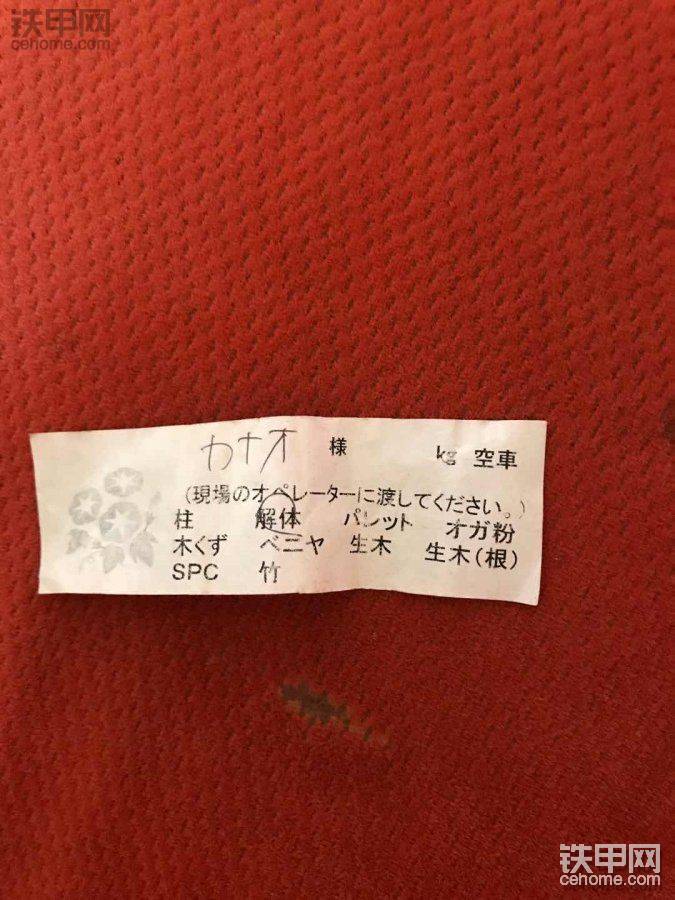 铁甲网
cehome.com
カナオ 様 kg 空車
(現場のオペレーターに渡してください。)
柱 解体 パレット オガ粉
木くず ベニヤ 生木 生木(根)
SPC 竹
铁甲网
cehome.com